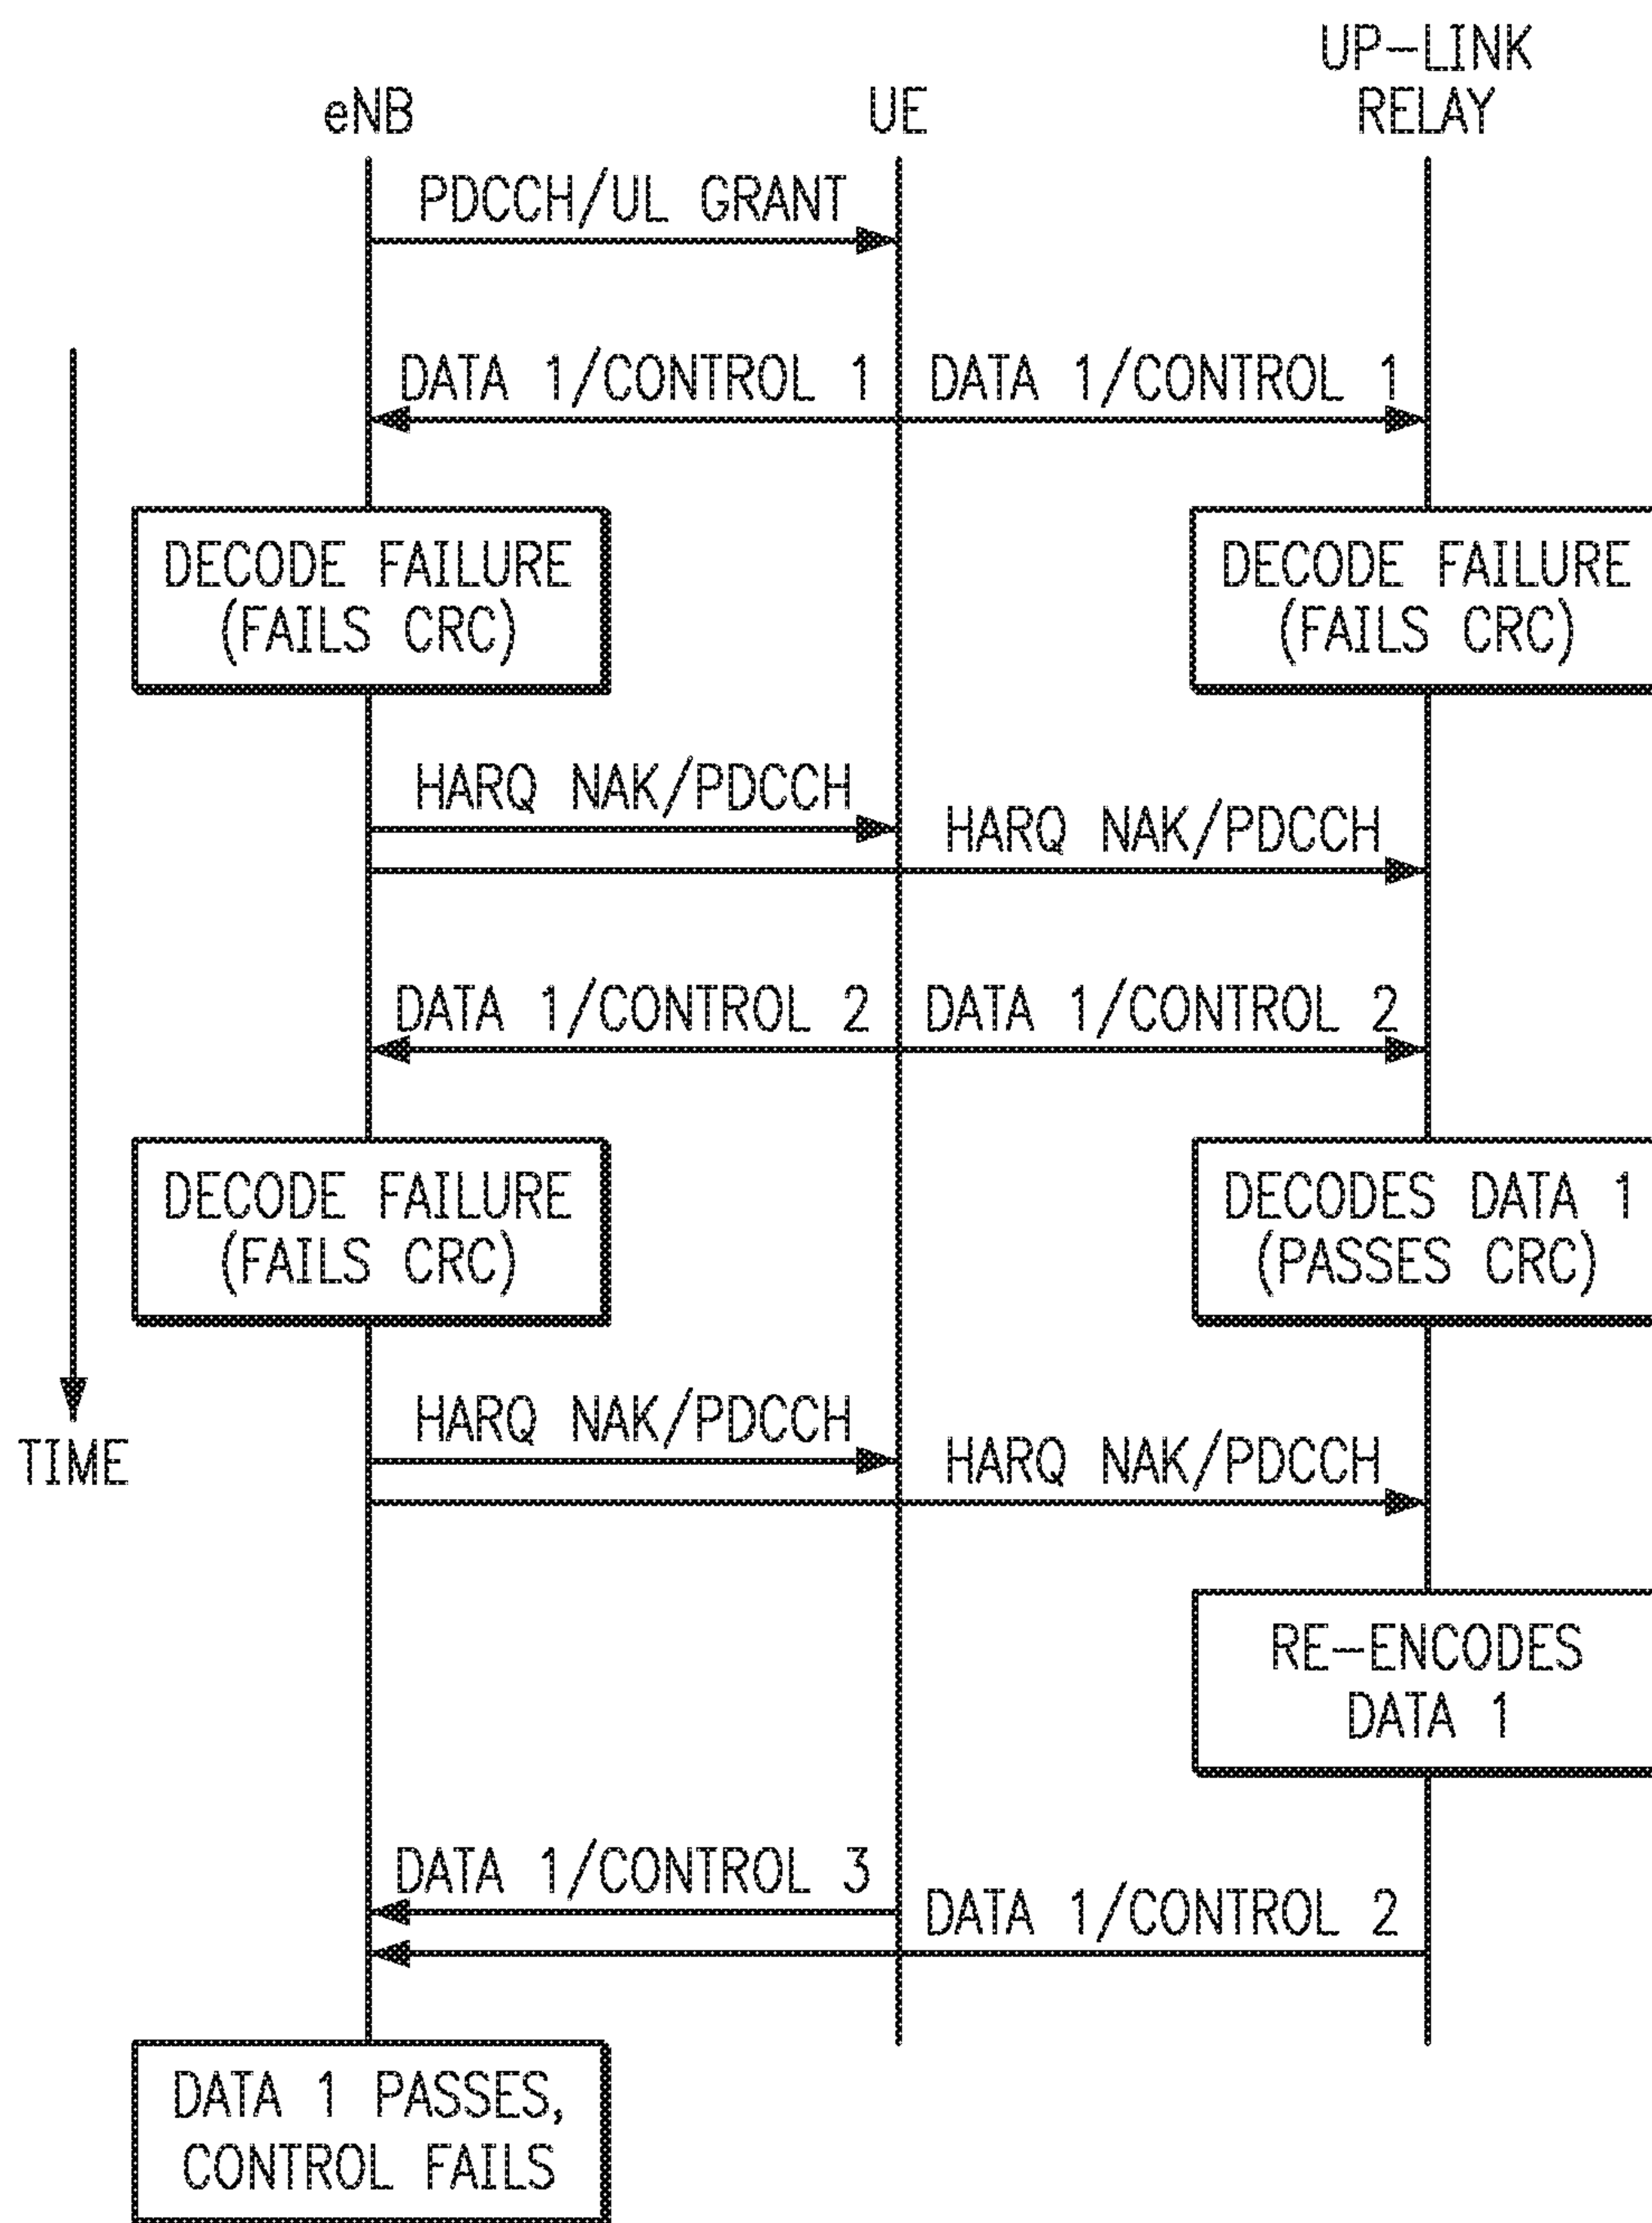 UP-LINK
RELAY
eNB
UE
PDCCH/UL GRANT
DATA 1/CONTROL 1
DATA 1/CONTROL 1
DECODE FAILURE
(FAILS CRC)
DECODE FAILURE
(FAILS CRC)
HARQ NAK/PDCCH
HARQ NAK/PDCCH
DATA 1/CONTROL 2
DATA 1/CONTROL 2
DECODE FAILURE
(FAILS CRC)
DECODES DATA 1
(PASSES CRC)
TIME
HARQ NAK/PDCCH
HARQ NAK/PDCCH
RE-ENCODES
DATA 1
DATA 1/CONTROL 3
DATA 1/CONTROL 2
DATA 1 PASSES,
CONTROL FAILS